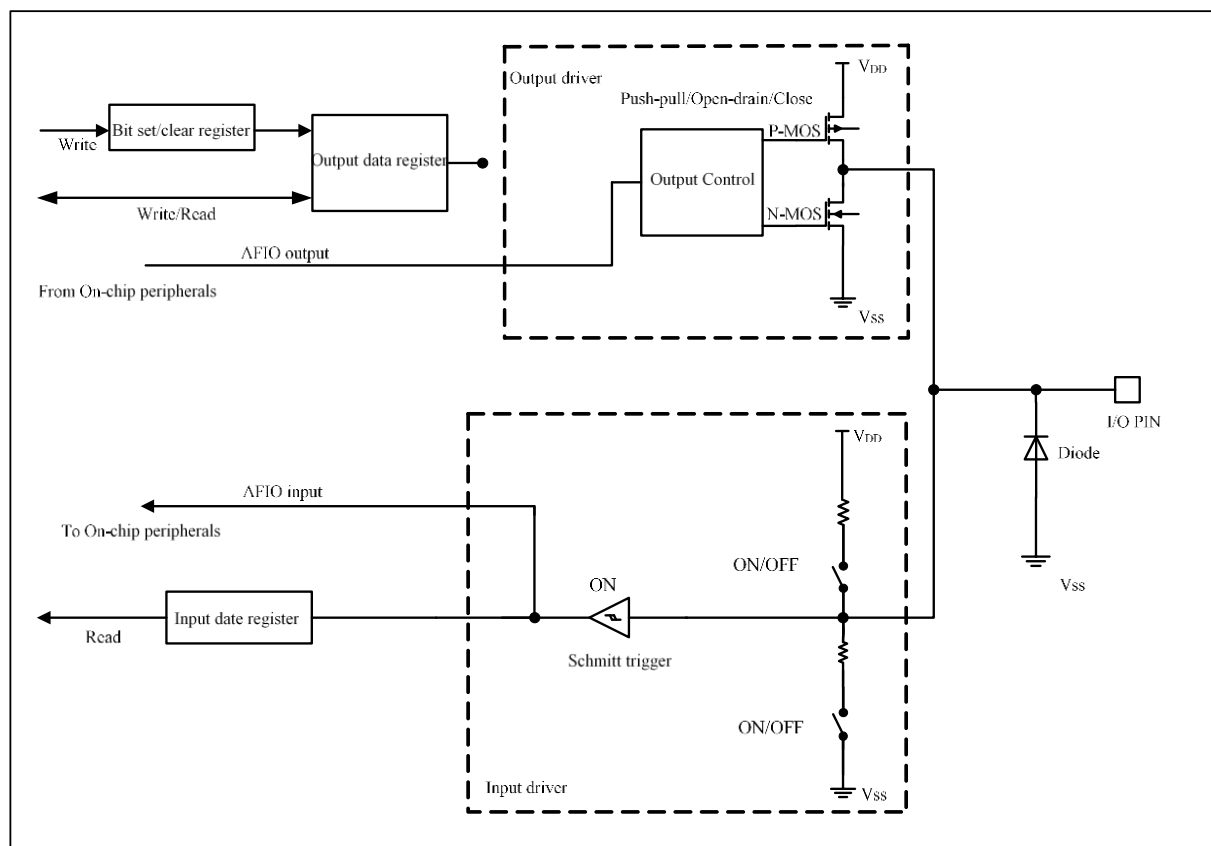 Output driver
VDD
Push-pull/Open-drain/Close
P-MOS
Bit set/clear register
Write
Output data register
Output Control
Write/Read
N-MOS
AFIO output
From On-chip peripherals
Vss
I/O PIN
Diode
Vss
VDD
AFIO input
To On-chip peripherals
ON/OFF
ON
Input date register
Read
Schmitt trigger
ON/OFF
Input driver
Vss